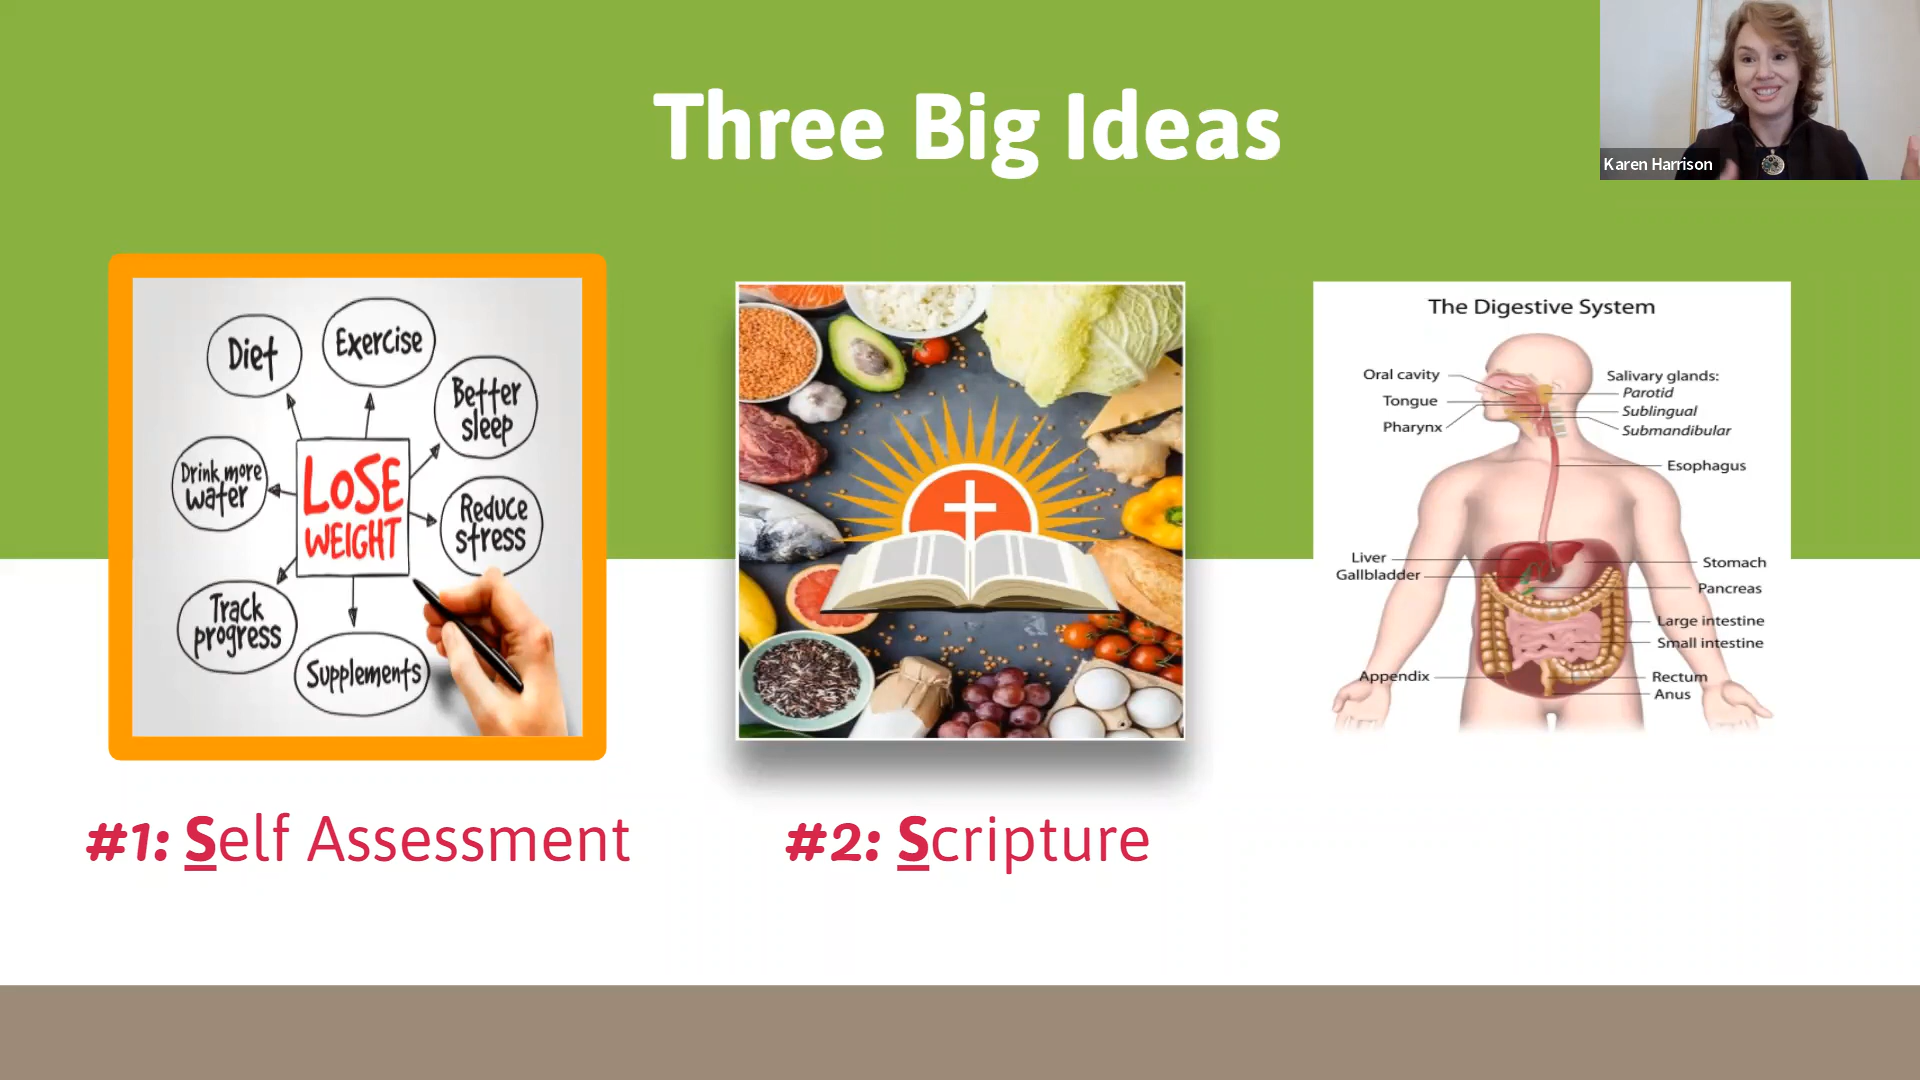 Three Big Ideas
Karen Harrison
Diet
Exercise
Better
sleep
Drink more
water
LOSE
WEIGHT
Reduce
stress
Track
progress
Supplements
#1: Self Assessment
#2: Scripture
The Digestive System
Oral cavity
Tongue
Pharynx
Salivary glands:
Parotid
Sublingual
Submandibular
Esophagus
Liver
Gallbladder
Stomach
Pancreas
Large intestine
Small intestine
Appendix
Rectum
Anus